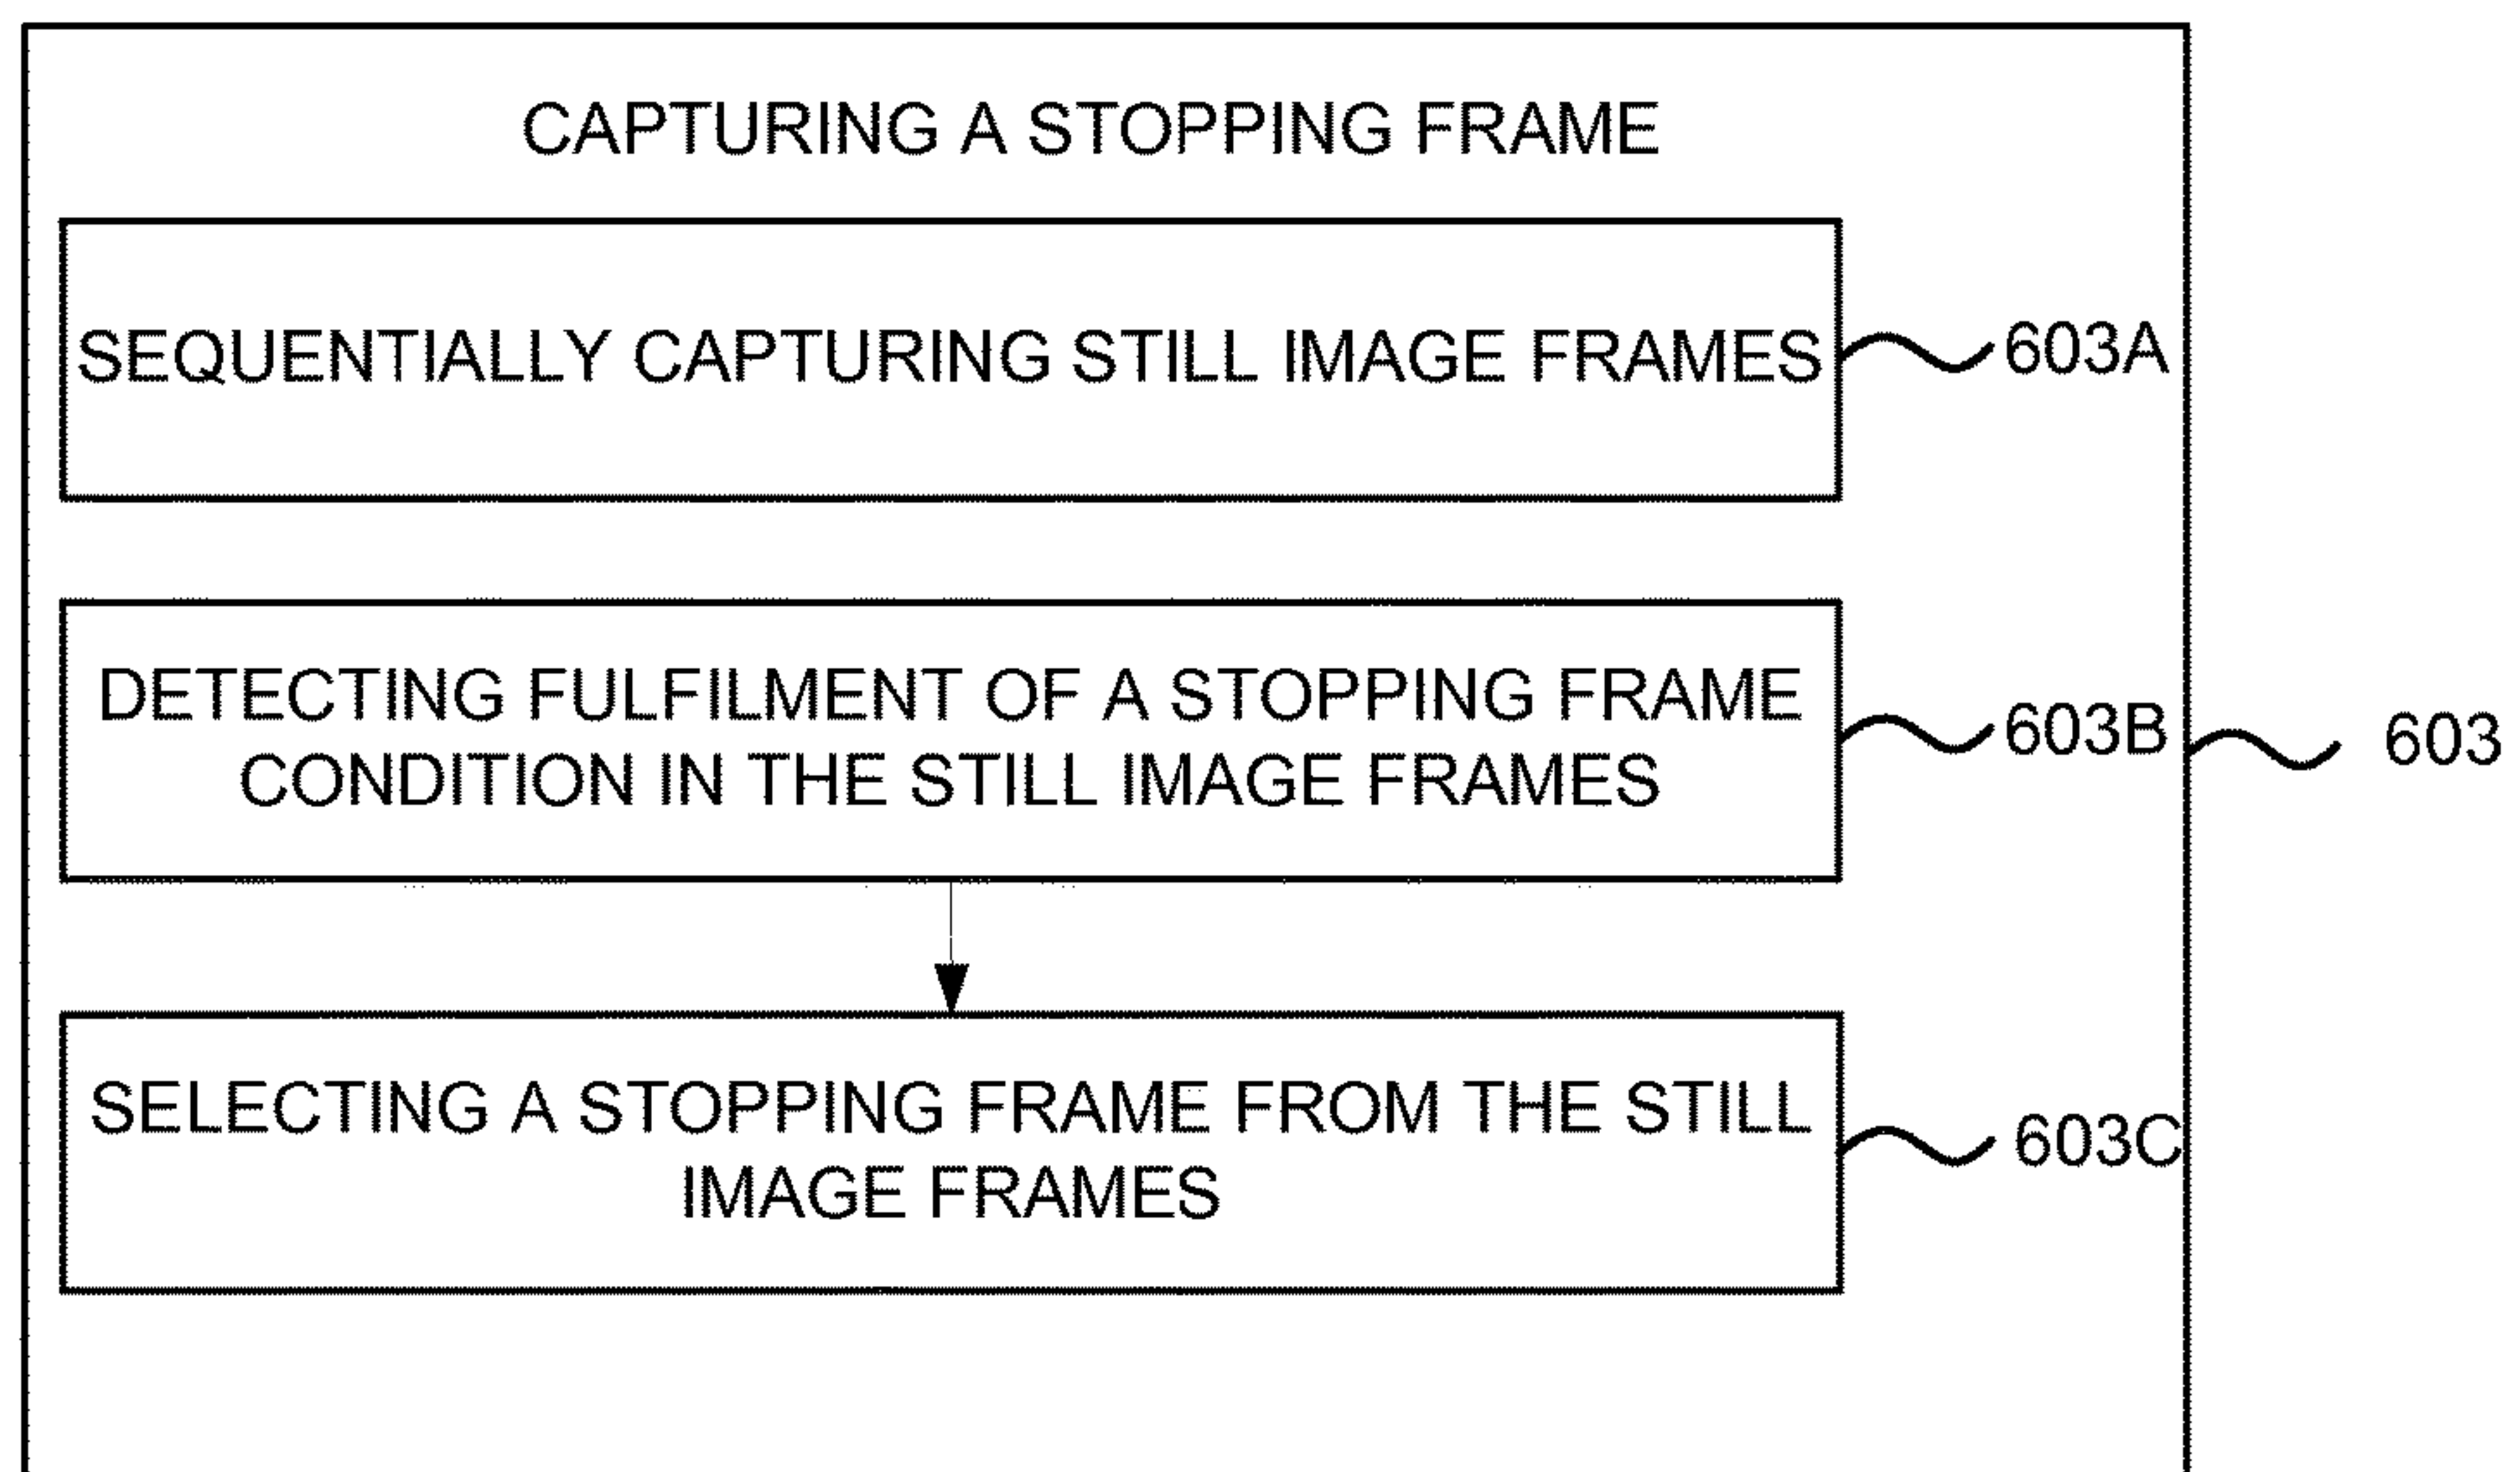 CAPTURING A STOPPING FRAME
SEQUENTIALLY CAPTURING STILL IMAGE FRAMES
603A
DETECTING FULFILMENT OF A STOPPING FRAME
CONDITION IN THE STILL IMAGE FRAMES
603B
603
SELECTING A STOPPING FRAME FROM THE STILL
IMAGE FRAMES
603C